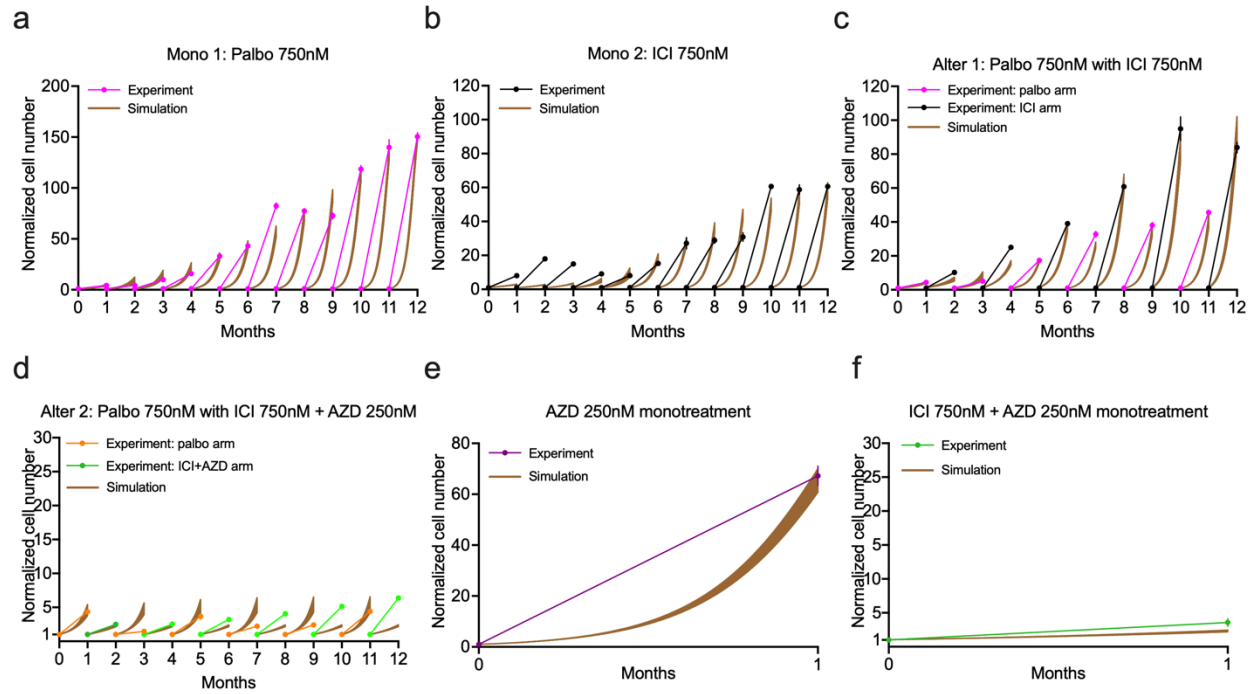 a
Mono 1: Palbo 750nM
Experiment
Simulation
Normalized cell number
200
150
100
50
0
0 1 2 3 4 5 6 7 8 9 10 11 12
Months
b
Mono 2: ICI 750nM
Experiment
Simulation
Normalized cell number
120
100
80
60
40
20
0
0 1 2 3 4 5 6 7 8 9 10 11 12
Months
c
Alter 1: Palbo 750nM with ICI 750nM
Experiment: palbo arm
Experiment: ICI arm
Simulation
Normalized cell number
120
100
80
60
40
20
0
0 1 2 3 4 5 6 7 8 9 10 11 12
Months
d
Alter 2: Palbo 750nM with ICI 750nM + AZD 250nM
Experiment: palbo arm
Experiment: ICI+AZD arm
Simulation
Normalized cell number
30
25
20
15
10
5
1
0 1 2 3 4 5 6 7 8 9 10 11 12
Months
e
AZD 250nM monotreatment
Experiment
Simulation
Normalized cell number
80
60
40
20
0
0 1
Months
f
ICI 750nM + AZD 250nM monotreatment
Experiment
Simulation
Normalized cell number
30
25
5
1
0 1
Months